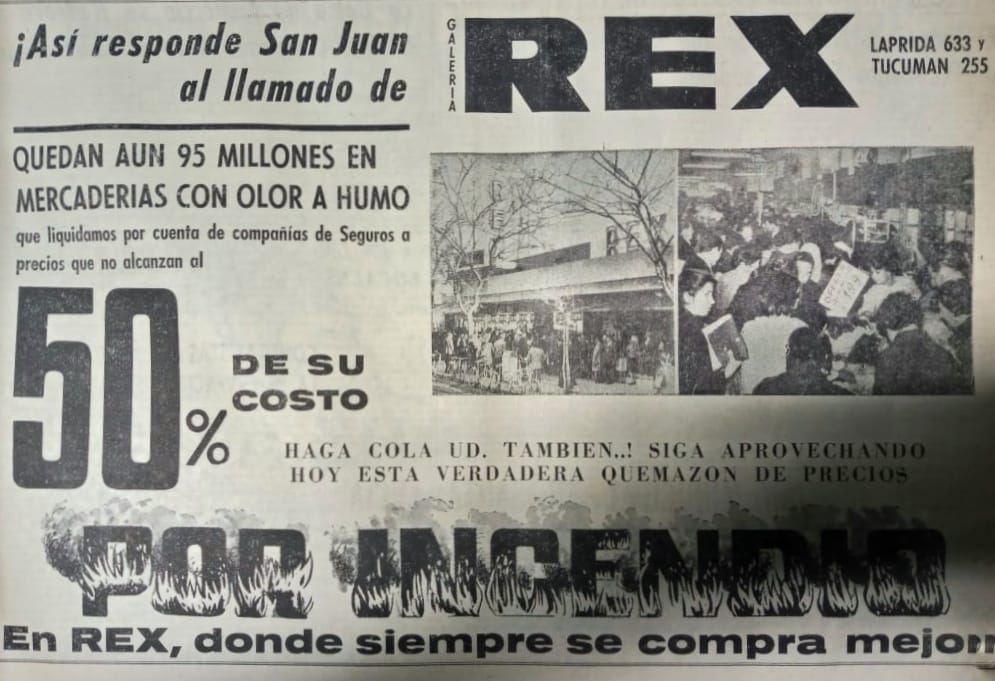 ¡Así responde San Juan
al llamado de
GALERIA
REX
LAPRIDA 633 y
TUCUMAN 255
QUEDAN AUN 95 MILLONES EN
MERCADERIAS CON OLOR A HUMO
que liquidamos por cuenta de compañías de Seguros a
precios que no alcanzan al
50%
DE SU
COSTO
HAGA COLA UD. TAMBIEN..! SIGA APROVECHANDO
HOY ESTA VERDADERA QUEMAZON DE PRECIOS
POR INCENDIO
En REX, donde siempre se compra mejor